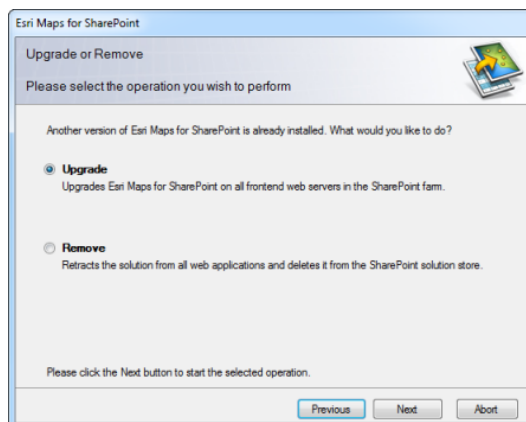 Esri Maps for SharePoint
Upgrade or Remove
Please select the operation you wish to perform
Another version of Esri Maps for SharePoint is already installed. What would you like to do?
Upgrade
Upgrades Esri Maps for SharePoint on all frontend web servers in the SharePoint farm.
Remove
Retracts the solution from all web applications and deletes it from the SharePoint solution store.
Please click the Next button to start the selected operation.
Previous Next Abort